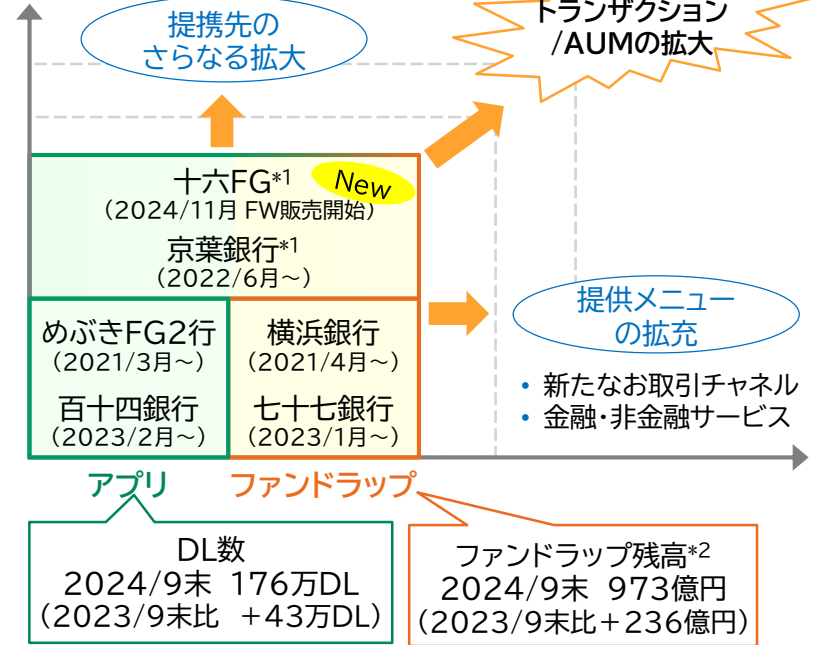 提携先の
さらなる拡大
トランザクション
/AUMの拡大
十六FG*1 New
(2024/11月 FW販売開始)
京葉銀行*1
(2022/6月~)
めぶきFG2行
(2021/3月~)
百十四銀行
(2023/2月~)
横浜銀行
(2021/4月~)
七十七銀行
(2023/1月~)
提供メニュー
の拡充
• 新たなお取引チャネル
• 金融・非金融サービス
アプリ
ファンドラップ
DL数
2024/9末 176万DL
(2023/9末比 +43万DL)
ファンドラップ残高*2
2024/9末 973億円
(2023/9末比+236億円)